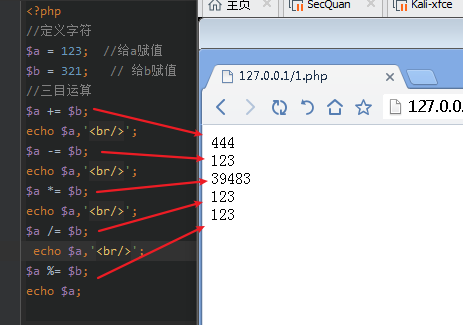 <?php
//定义字符
$a = 123;  //给a赋值
$b = 321;   // 给b赋值
//三目运算
$a += $b;
echo $a,'<br/>';
$a -= $b;
echo $a,'<br/>';
$a *= $b;
echo $a,'<br/>';
$a /= $b;
echo $a,'<br/>';
$a %= $b;
echo $a;
主页 SecQuan Kali-xfce
127.0.0.1/1.php
127.0.0
444
123
39483
123
123